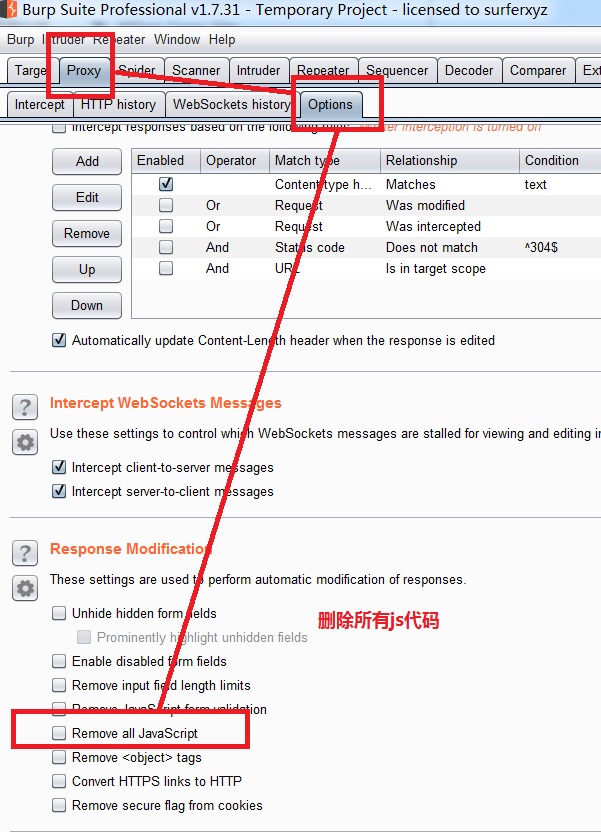 Burp Suite Professional v1.7.31 - Temporary Project - licensed to surferxyz
Burp Intruder Repeater Window Help
Target Proxy Spider Scanner Intruder Repeater Sequencer Decoder Comparer Ext
Intercept HTTP history WebSockets history Options
Intercept responses based on the following
interception is turned off
Add
Edit
Remove
Up
Down
Enabled Operator Match type Relationship Condition
Content type h... Matches text
Or Request Was modified
Or Request Was intercepted
And Status code Does not match ^304$
And URL Is in target scope
Automatically update Content-Length header when the response is edited
? Intercept WebSockets Messages
Use these settings to control which WebSockets messages are stalled for viewing and editing in
Intercept client-to-server messages
Intercept server-to-client messages
? Response Modification
These settings are used to perform automatic modification of responses.
Unhide hidden form fields
删除所有js代码
Prominently highlight unhidden fields
Enable disabled form fields
Remove input field length limits
Remove JavaScript form validation
Remove all JavaScript
Remove <object> tags
Convert HTTPS links to HTTP
Remove secure flag from cookies